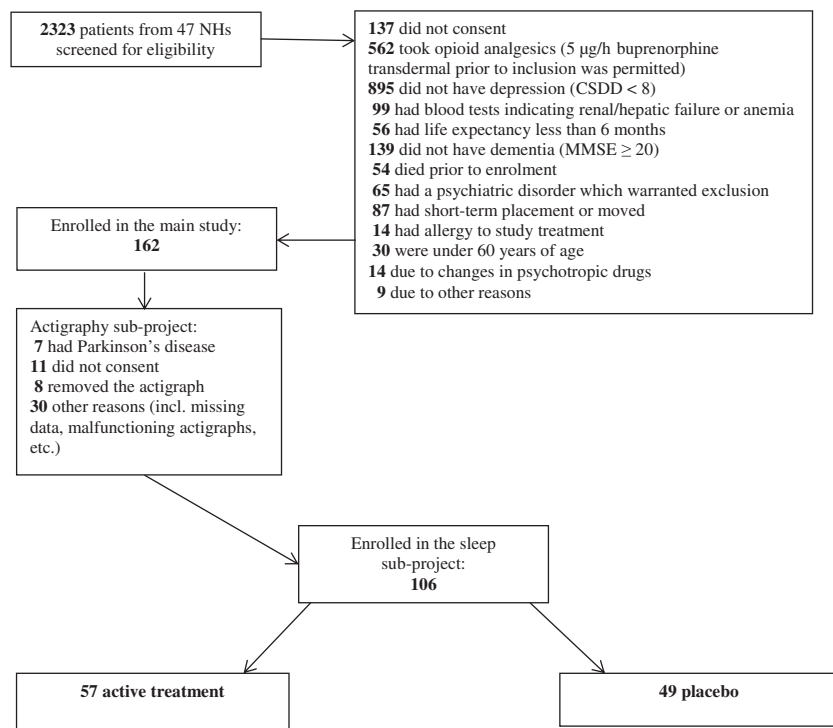 2323 patients from 47 NHs
screened for eligibility
137 did not consent
562 took opioid analgesics (5 µg/h buprenorphine
transdermal prior to inclusion was permitted)
895 did not have depression (CSDD < 8)
99 had blood tests indicating renal/hepatic failure or anemia
56 had life expectancy less than 6 months
139 did not have dementia (MMSE ≥ 20)
54 died prior to enrolment
65 had a psychiatric disorder which warranted exclusion
87 had short-term placement or moved
14 had allergy to study treatment
30 were under 60 years of age
14 due to changes in psychotropic drugs
9 due to other reasons
Enrolled in the main study:
162
Actigraphy sub-project:
7 had Parkinson’s disease
11 did not consent
8 removed the actigraph
30 other reasons (incl. missing
data, malfunctioning actigraphs,
etc.)
Enrolled in the sleep
sub-project:
106
57 active treatment
49 placebo